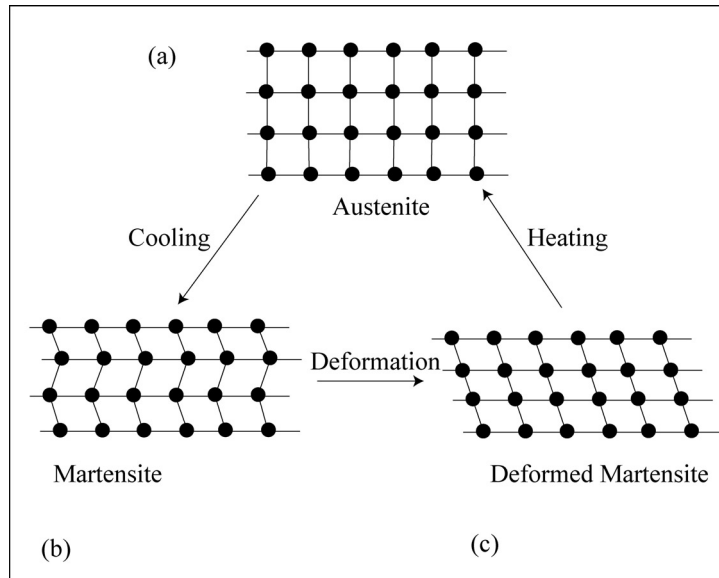 (a)
Austenite
Cooling
Heating
Deformation
Martensite
Deformed Martensite
(b)
(c)